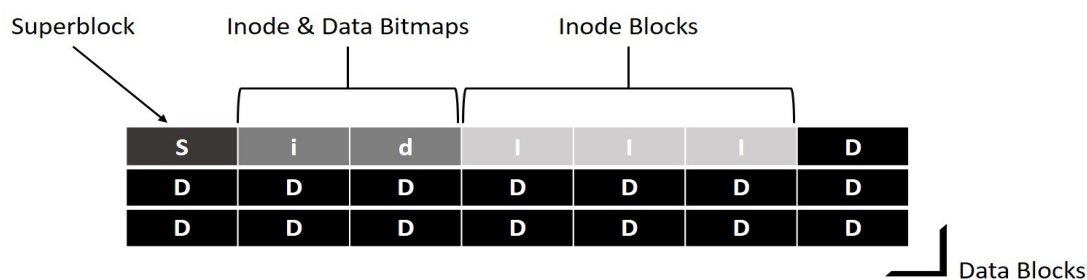 Superblock
Inode & Data Bitmaps
Inode Blocks
S i d I I I D
D D D D D D D
D D D D D D D
Data Blocks